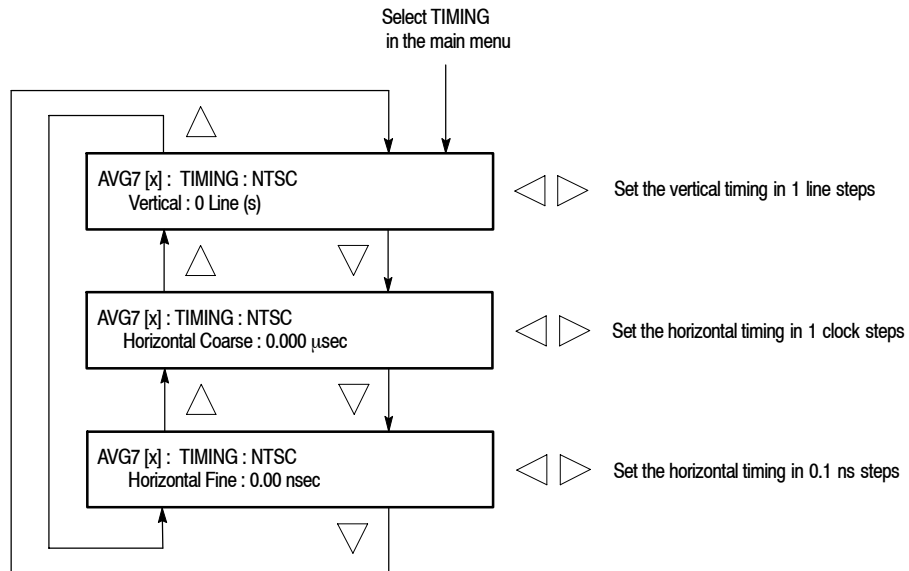 Select TIMING
in the main menu
AVG7 [x] : TIMING : NTSC
Vertical : 0 Line (s)
Set the vertical timing in 1 line steps
AVG7 [x] : TIMING : NTSC
Horizontal Coarse : 0.000 μsec
Set the horizontal timing in 1 clock steps
AVG7 [x] : TIMING : NTSC
Horizontal Fine : 0.00 nsec
Set the horizontal timing in 0.1 ns steps